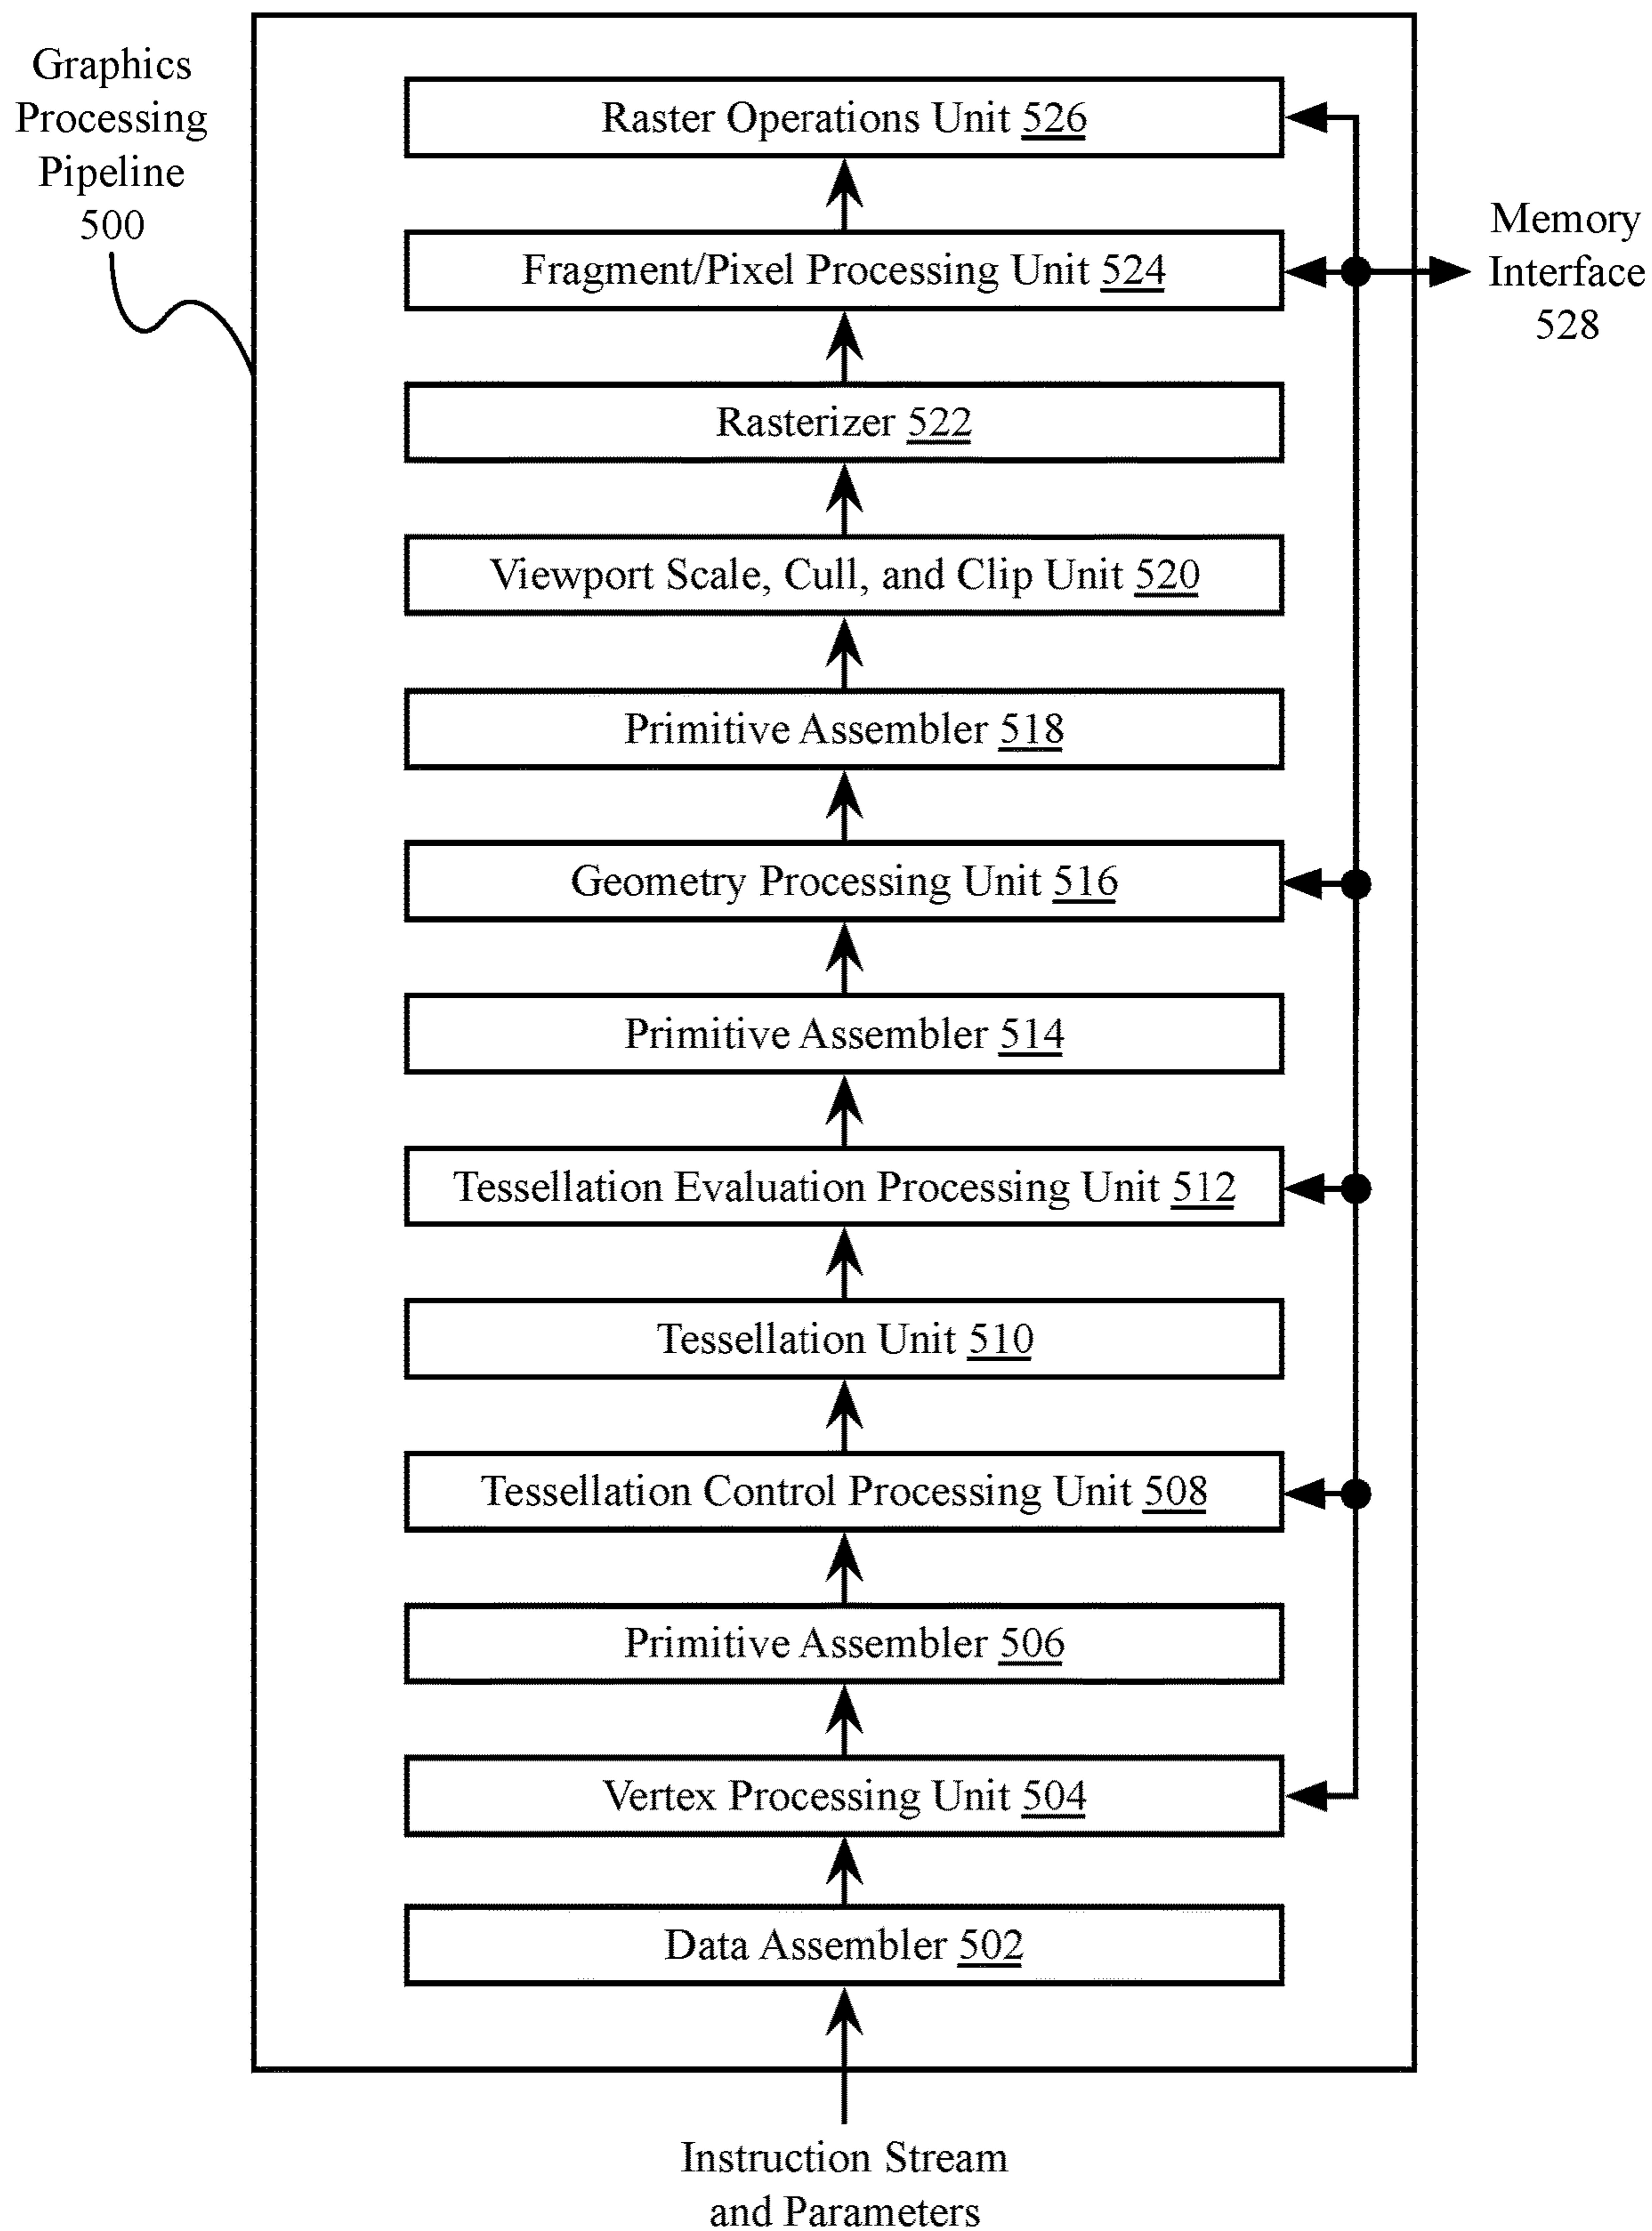 Graphics
Processing
Pipeline
500
Raster Operations Unit 526
Fragment/Pixel Processing Unit 524
Memory
Interface
528
Rasterizer 522
Viewport Scale, Cull, and Clip Unit 520
Primitive Assembler 518
Geometry Processing Unit 516
Primitive Assembler 514
Tessellation Evaluation Processing Unit 512
Tessellation Unit 510
Tessellation Control Processing Unit 508
Primitive Assembler 506
Vertex Processing Unit 504
Data Assembler 502
Instruction Stream
and Parameters